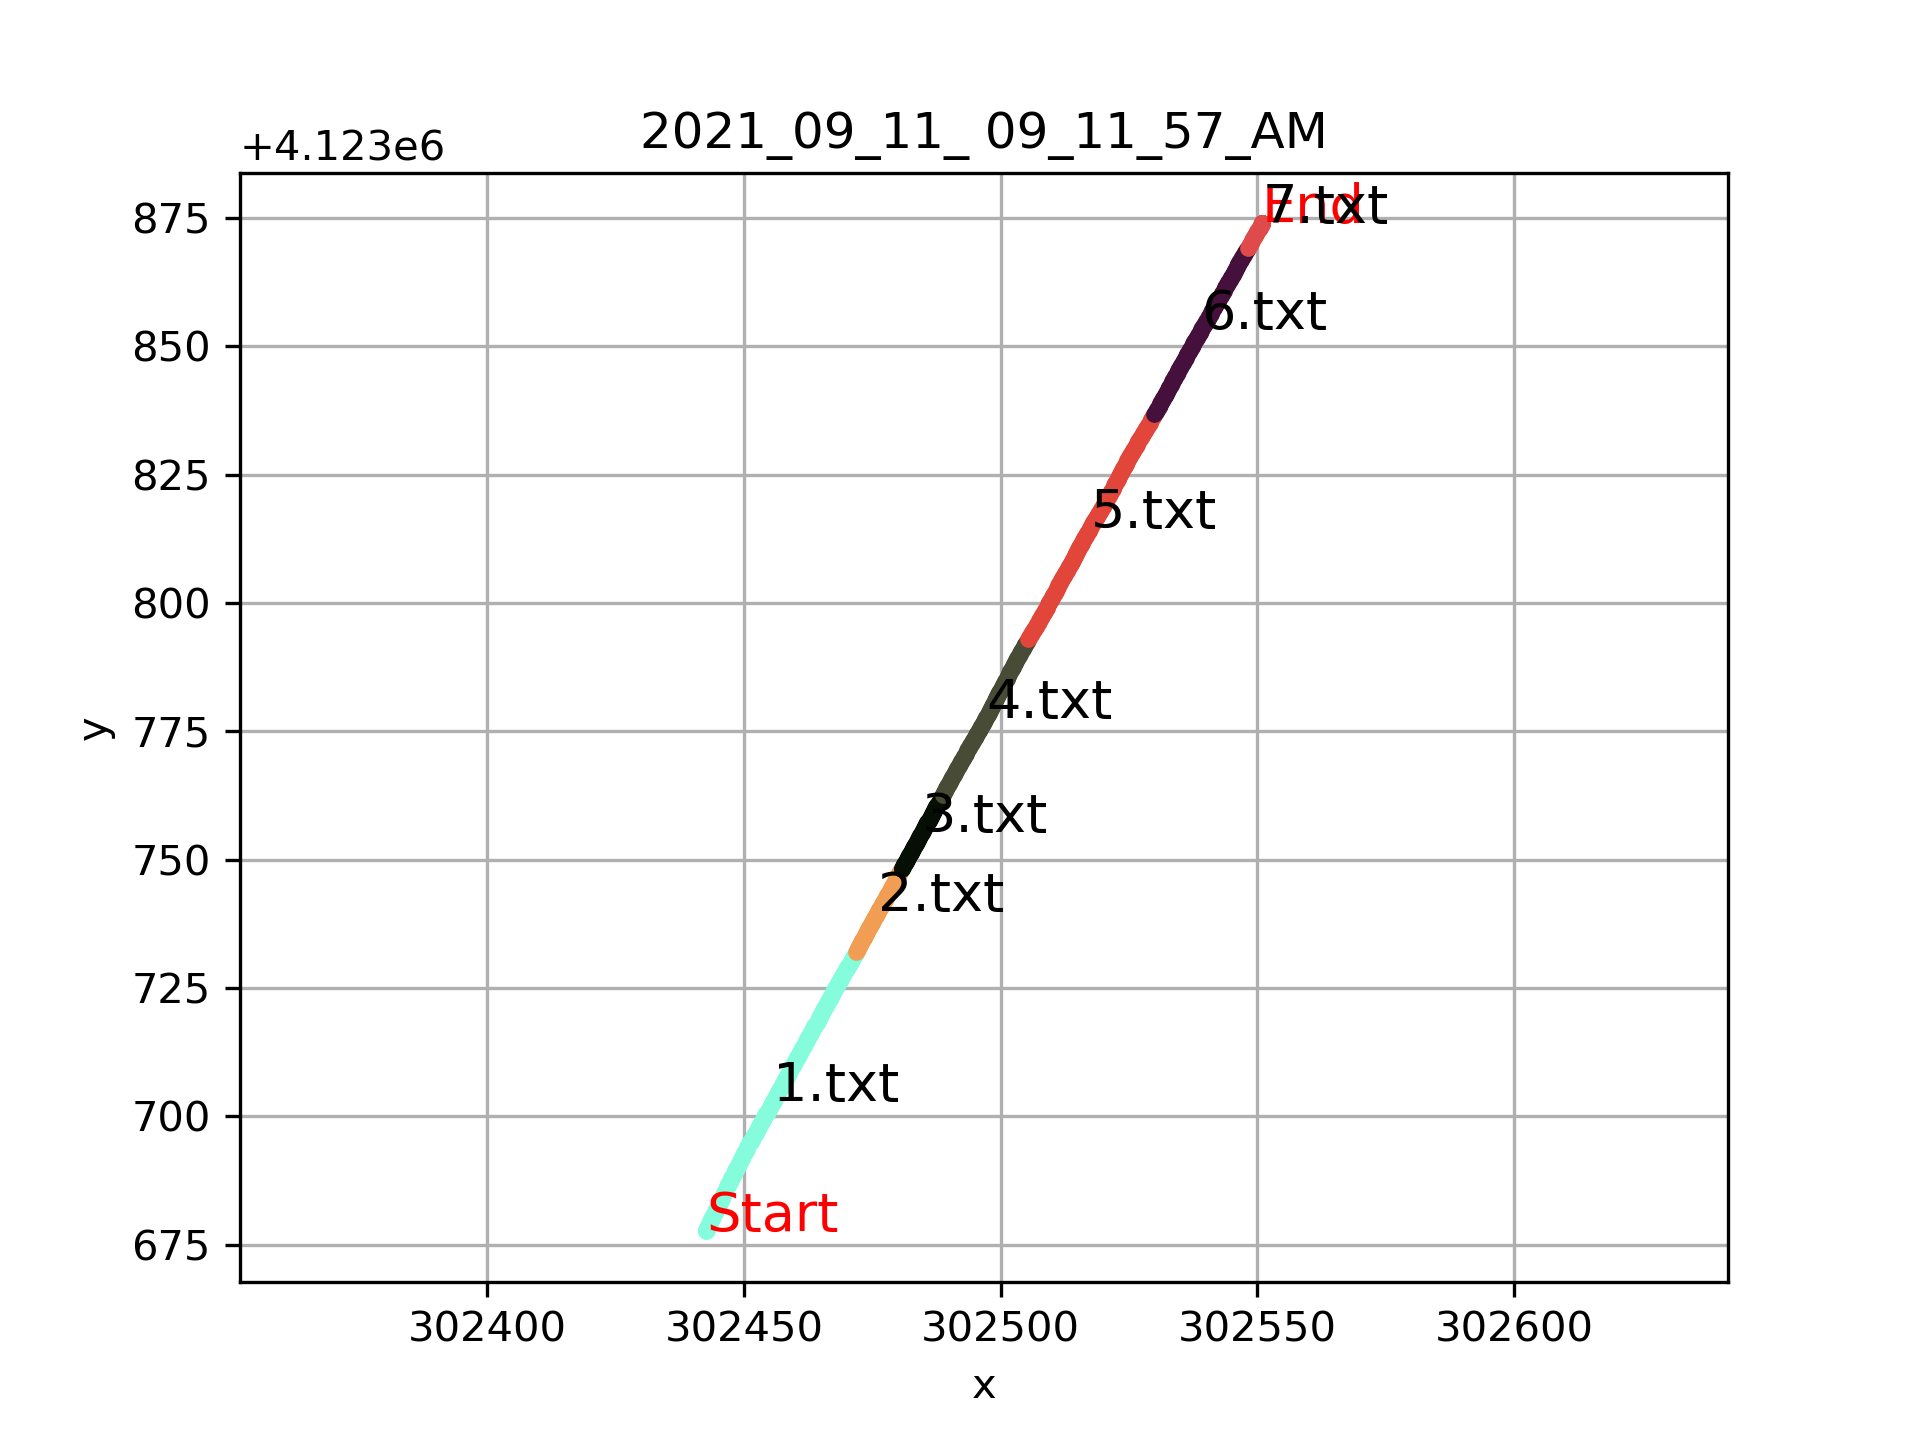 2021_09_11_ 09_11_57_AM
+4.123e6
875
850
825
800
775
750
725
700
675
y
End
7.txt
6.txt
5.txt
4.txt
3.txt
2.txt
1.txt
Start
302400 302450 302500 302550 302600
x